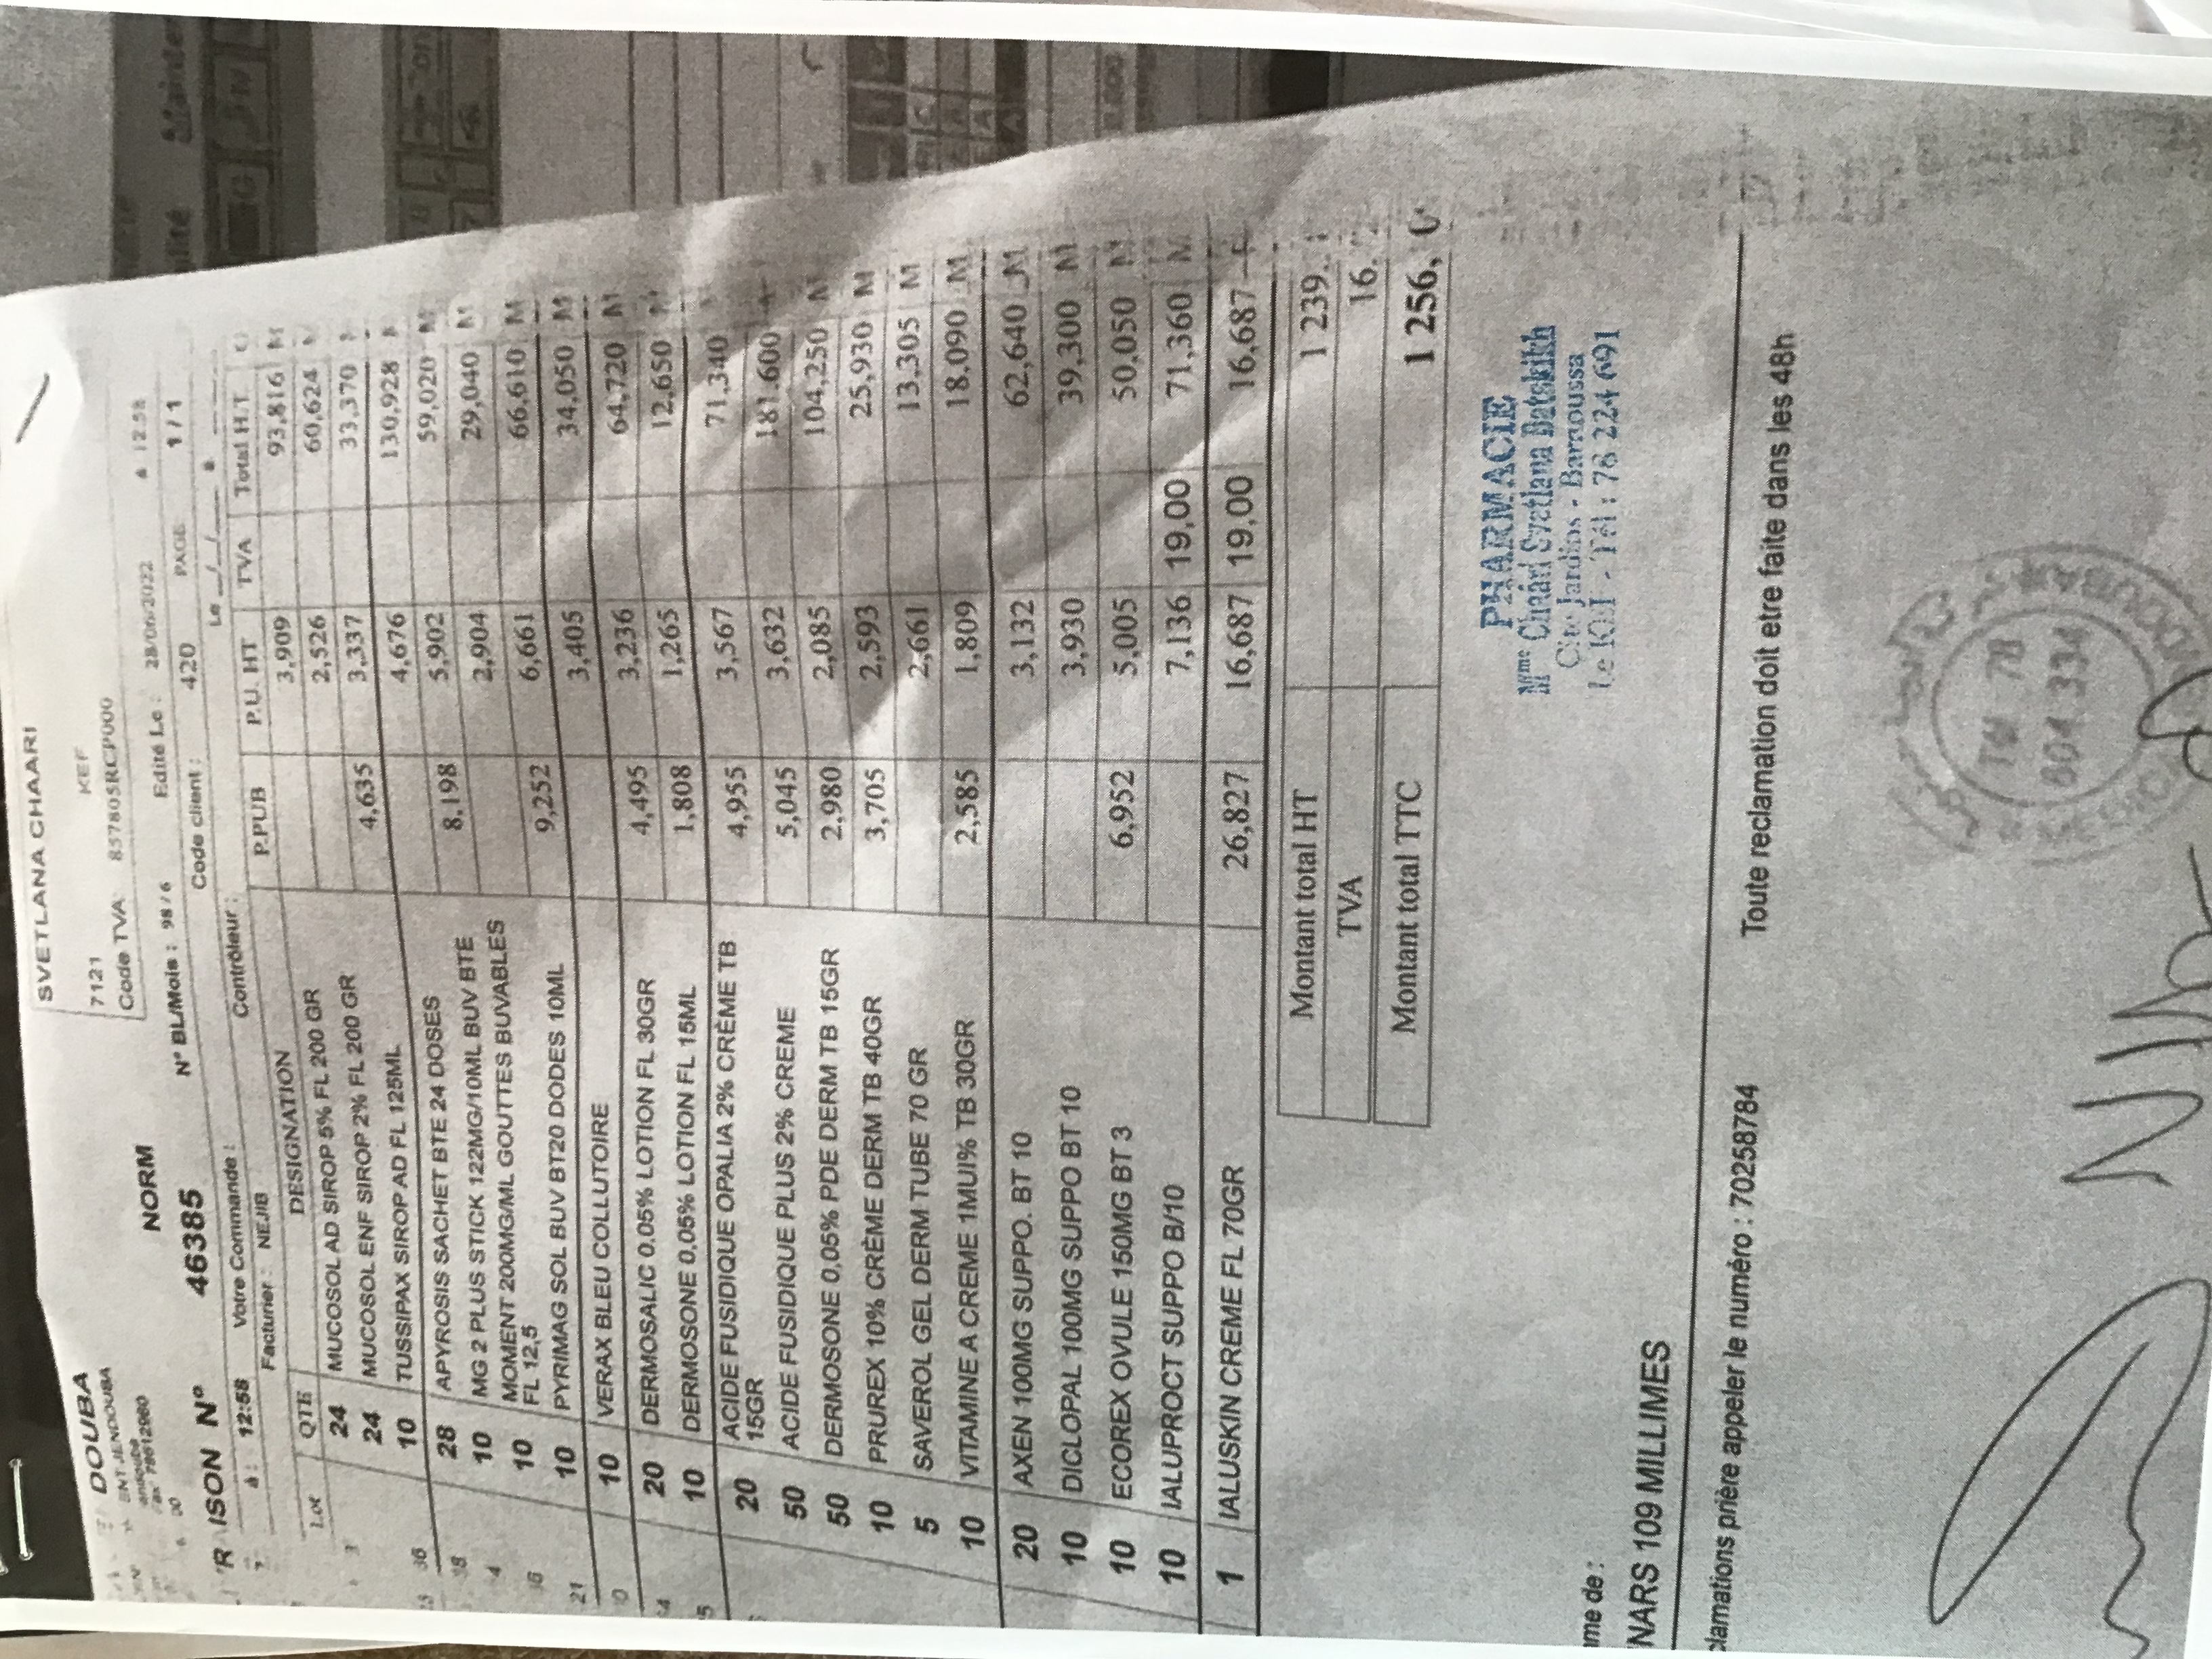 SVETLANA CHAARI
7121 KEF
Code TVA: 857805RCP000
DOUBA
NORM
N° BL/Mois : 98 / 6 Edité Le : 28/06/2022 à 12:58
ISON N° 46385 Code client : 420 PAGE 1 / 1
à : 12:58 Votre Commande : Contrôleur : Le
Facturier : NEJIB
Lot QTE DESIGNATION P.PUB P.U. HT TVA Total H.T
24 MUCOSOL AD SIROP 5% FL 200 GR 3,909 93,816 M
24 MUCOSOL ENF SIROP 2% FL 200 GR 2,526 60,624
10 TUSSIPAX SIROP AD FL 125ML 4,635 3,337 33,370
28 APYROSIS SACHET BTE 24 DOSES 4,676 130,928
10 MG 2 PLUS STICK 122MG/10ML BUV BTE 8,198 5,902 59,020 M
10 MOMENT 200MG/ML GOUTTES BUVABLES FL 12,5 2,904 29,040 M
10 PYRIMAG SOL BUV BT20 DODES 10ML 9,252 6,661 66,610 M
10 VERAX BLEU COLLUTOIRE 3,405 34,050 M
20 DERMOSALIC 0,05% LOTION FL 30GR 4,495 3,236 64,720 M
10 DERMOSONE 0,05% LOTION FL 15ML 1,808 1,265 12,650
20 ACIDE FUSIDIQUE OPALIA 2% CRÈME TB 15GR 4,955 3,567 71,340
50 ACIDE FUSIDIQUE PLUS 2% CREME 5,045 3,632 181,600
50 DERMOSONE 0,05% PDE DERM TB 15GR 2,980 2,085 104,250 M
10 PRUREX 10% CRÈME DERM TB 40GR 3,705 2,593 25,930 M
5 SAVEROL GEL DERM TUBE 70 GR 2,661 13,305 M
10 VITAMINE A CREME 1MUI% TB 30GR 2,585 1,809 18,090 M
20 AXEN 100MG SUPPO. BT 10 3,132 62,640 M
10 DICLOPAL 100MG SUPPO BT 10 3,930 39,300 M
10 ECOREX OVULE 150MG BT 3 6,952 5,005 50,050 M
10 IALUPROCT SUPPO B/10 7,136 19,00 71,360 M
1 IALUSKIN CREME FL 70GR 26,827 16,687 19,00 16,687
Montant total HT 1 239.
TVA 16.
Montant total TTC 1 256,
PHARMACIE
Mme Chaâri Svetlana Batskikh
Cité Jardins - Barnoussa
Le Kef - Tél : 78 224 691
me de :
NARS 109 MILLIMES
clamations prière appeler le numéro : 70258784 Toute reclamation doit etre faite dans les 48h
78
604 334